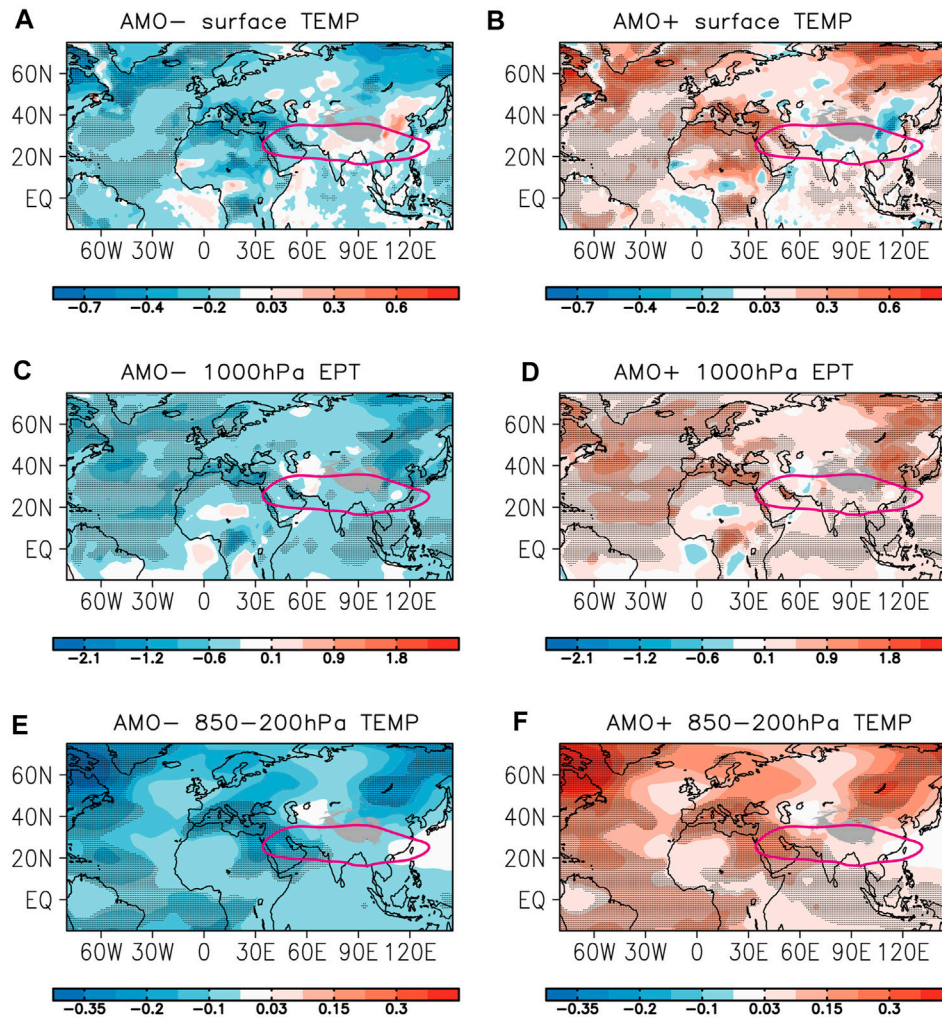 A AMO− surface TEMP
B AMO+ surface TEMP
60N
40N
20N
EQ
60W 30W 0 30E 60E 90E 120E
60N
40N
20N
EQ
60W 30W 0 30E 60E 90E 120E
−0.7 −0.4 −0.2 0.03 0.3 0.6
−0.7 −0.4 −0.2 0.03 0.3 0.6
C AMO− 1000hPa EPT
D AMO+ 1000hPa EPT
60N
40N
20N
EQ
60W 30W 0 30E 60E 90E 120E
60N
40N
20N
EQ
60W 30W 0 30E 60E 90E 120E
−2.1 −1.2 −0.6 0.1 0.9 1.8
−2.1 −1.2 −0.6 0.1 0.9 1.8
E AMO− 850−200hPa TEMP
F AMO+ 850−200hPa TEMP
60N
40N
20N
EQ
60W 30W 0 30E 60E 90E 120E
60N
40N
20N
EQ
60W 30W 0 30E 60E 90E 120E
−0.35 −0.2 −0.1 0.03 0.15 0.3
−0.35 −0.2 −0.1 0.03 0.15 0.3